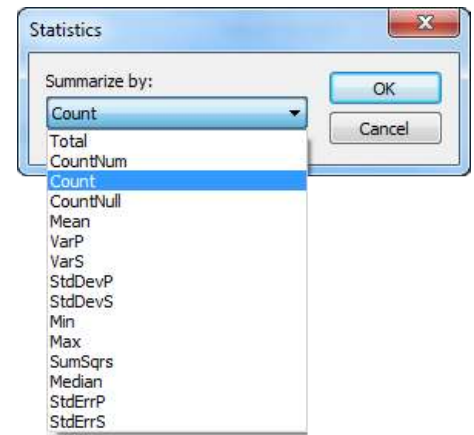 Statistics
Summarize by:
Count
OK
Cancel
Total
CountNum
Count
CountNull
Mean
VarP
VarS
StdDevP
StdDevS
Min
Max
SumSqrs
Median
StdErrP
StdErrS